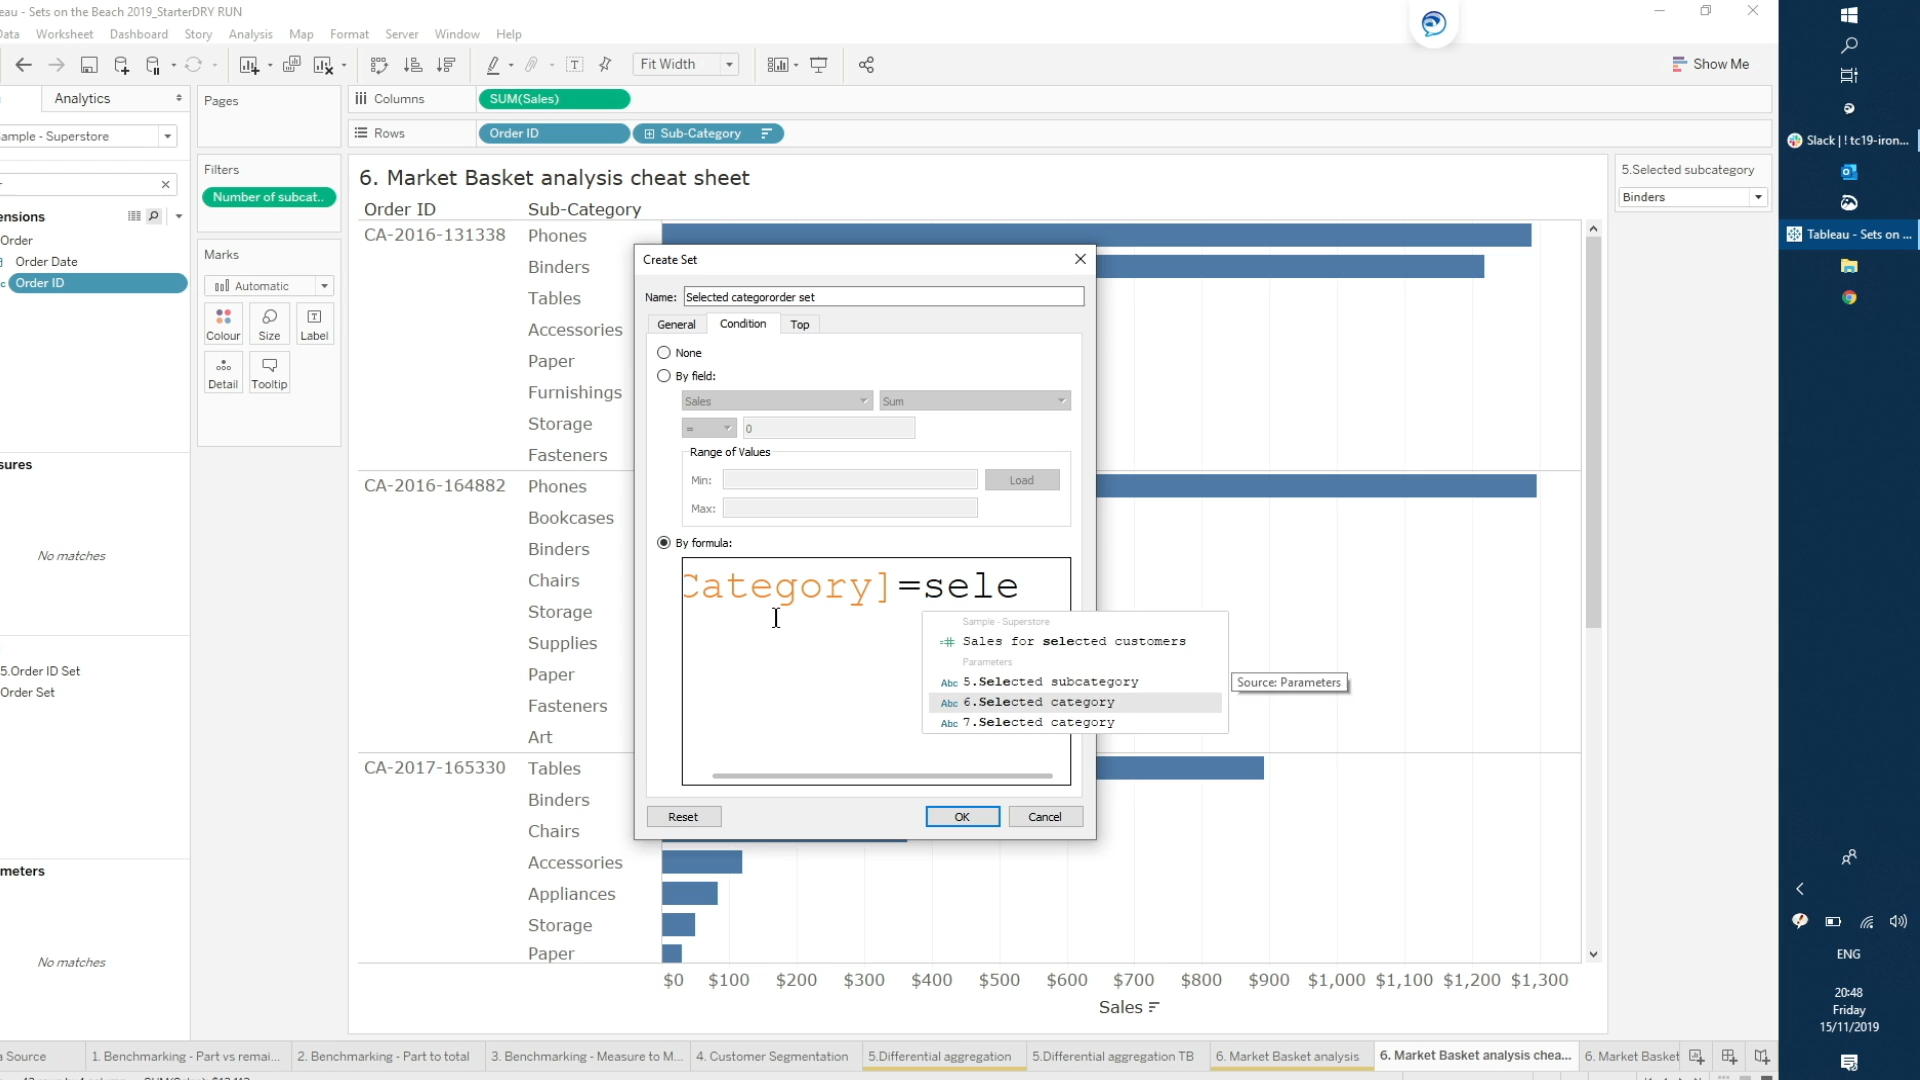 eau - Sets on the Beach 2019_StarterDRY RUN
Data Worksheet Dashboard Story Analysis Map Format Server Window Help
Fit Width
Show Me
Analytics
Pages
Columns
SUM(Sales)
Sample - Superstore
Rows
Order ID
Sub-Category
Filters
Number of subcat..
ensions
Order
Order Date
Order ID
Marks
Automatic
Colour
Size
Label
Detail
Tooltip
sures
No matches
5.Order ID Set
Order Set
meters
No matches
6. Market Basket analysis cheat sheet
Order ID Sub-Category
CA-2016-131338 Phones
Binders
Tables
Accessories
Paper
Furnishings
Storage
Fasteners
CA-2016-164882 Phones
Bookcases
Binders
Chairs
Storage
Supplies
Paper
Fasteners
Art
CA-2017-165330 Tables
Binders
Chairs
Accessories
Appliances
Storage
Paper
$0 $100 $200 $300 $400 $500 $600 $700 $800 $900 $1,000 $1,100 $1,200 $1,300
Sales
Create Set
Name: Selected categororder set
General Condition Top
None
By field:
Sales Sum
= 0
Range of Values
Min: Load
Max:
By formula:
Category]=sele
Sample - Superstore
Sales for selected customers
Parameters
Abc 5.Selected subcategory
Abc 6.Selected category
Abc 7.Selected category
Source: Parameters
Reset OK Cancel
5.Selected subcategory
Binders
Slack | ! tc19-iron...
Tableau - Sets on ...
ENG
20:48
Friday
15/11/2019
a Source 1. Benchmarking - Part vs remai... 2. Benchmarking - Part to total 3. Benchmarking - Measure to M... 4. Customer Segmentation 5.Differential aggregation 5.Differential aggregation TB 6. Market Basket analysis 6. Market Basket analysis chea... 6. Market Basket